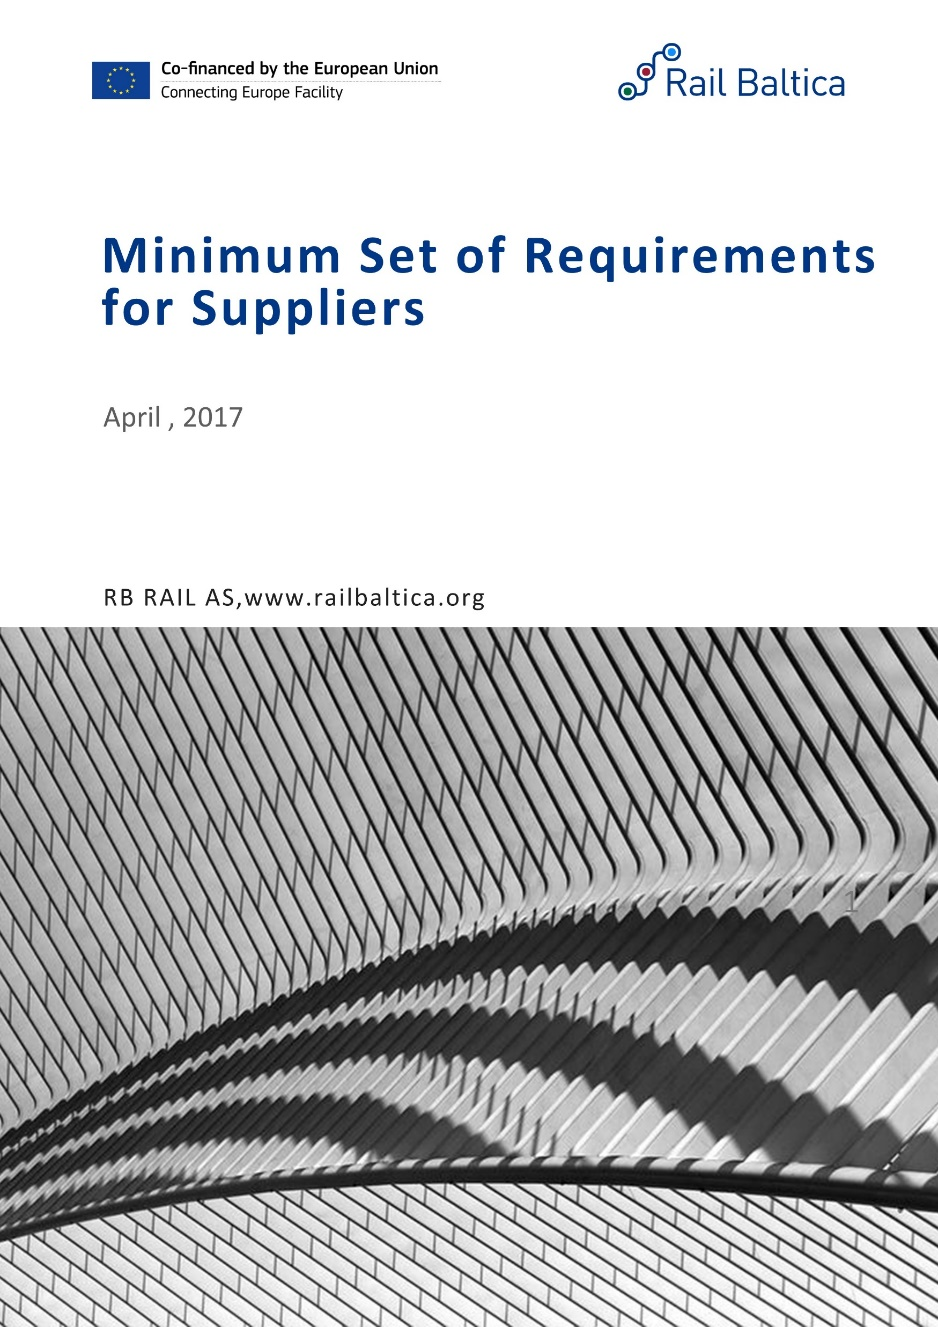 Co-financed by the European Union
Connecting Europe Facility
Rail Baltica
Minimum Set of Requirements
for Suppliers
April , 2017
RB RAIL AS,www.railbaltica.org
1